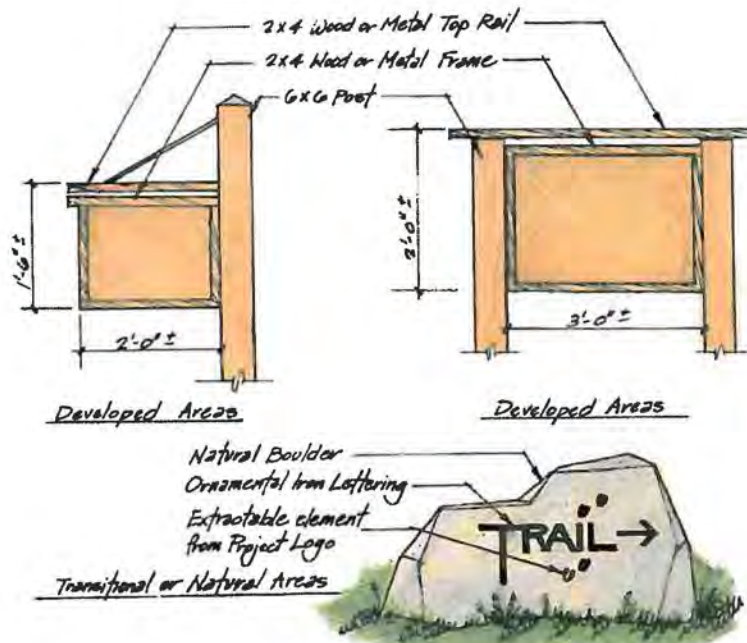 2x4 Wood or Metal Top Rail
2x4 Wood or Metal Frame
6x6 Post
1'-6" ±
2'-0" ±
Developed Areas
2'-0" ±
3'-0" ±
Developed Areas
Natural Boulder
Ornamental Iron Lettering
Extractable element
from Project Logo
TRAIL →
Transitional or Natural Areas